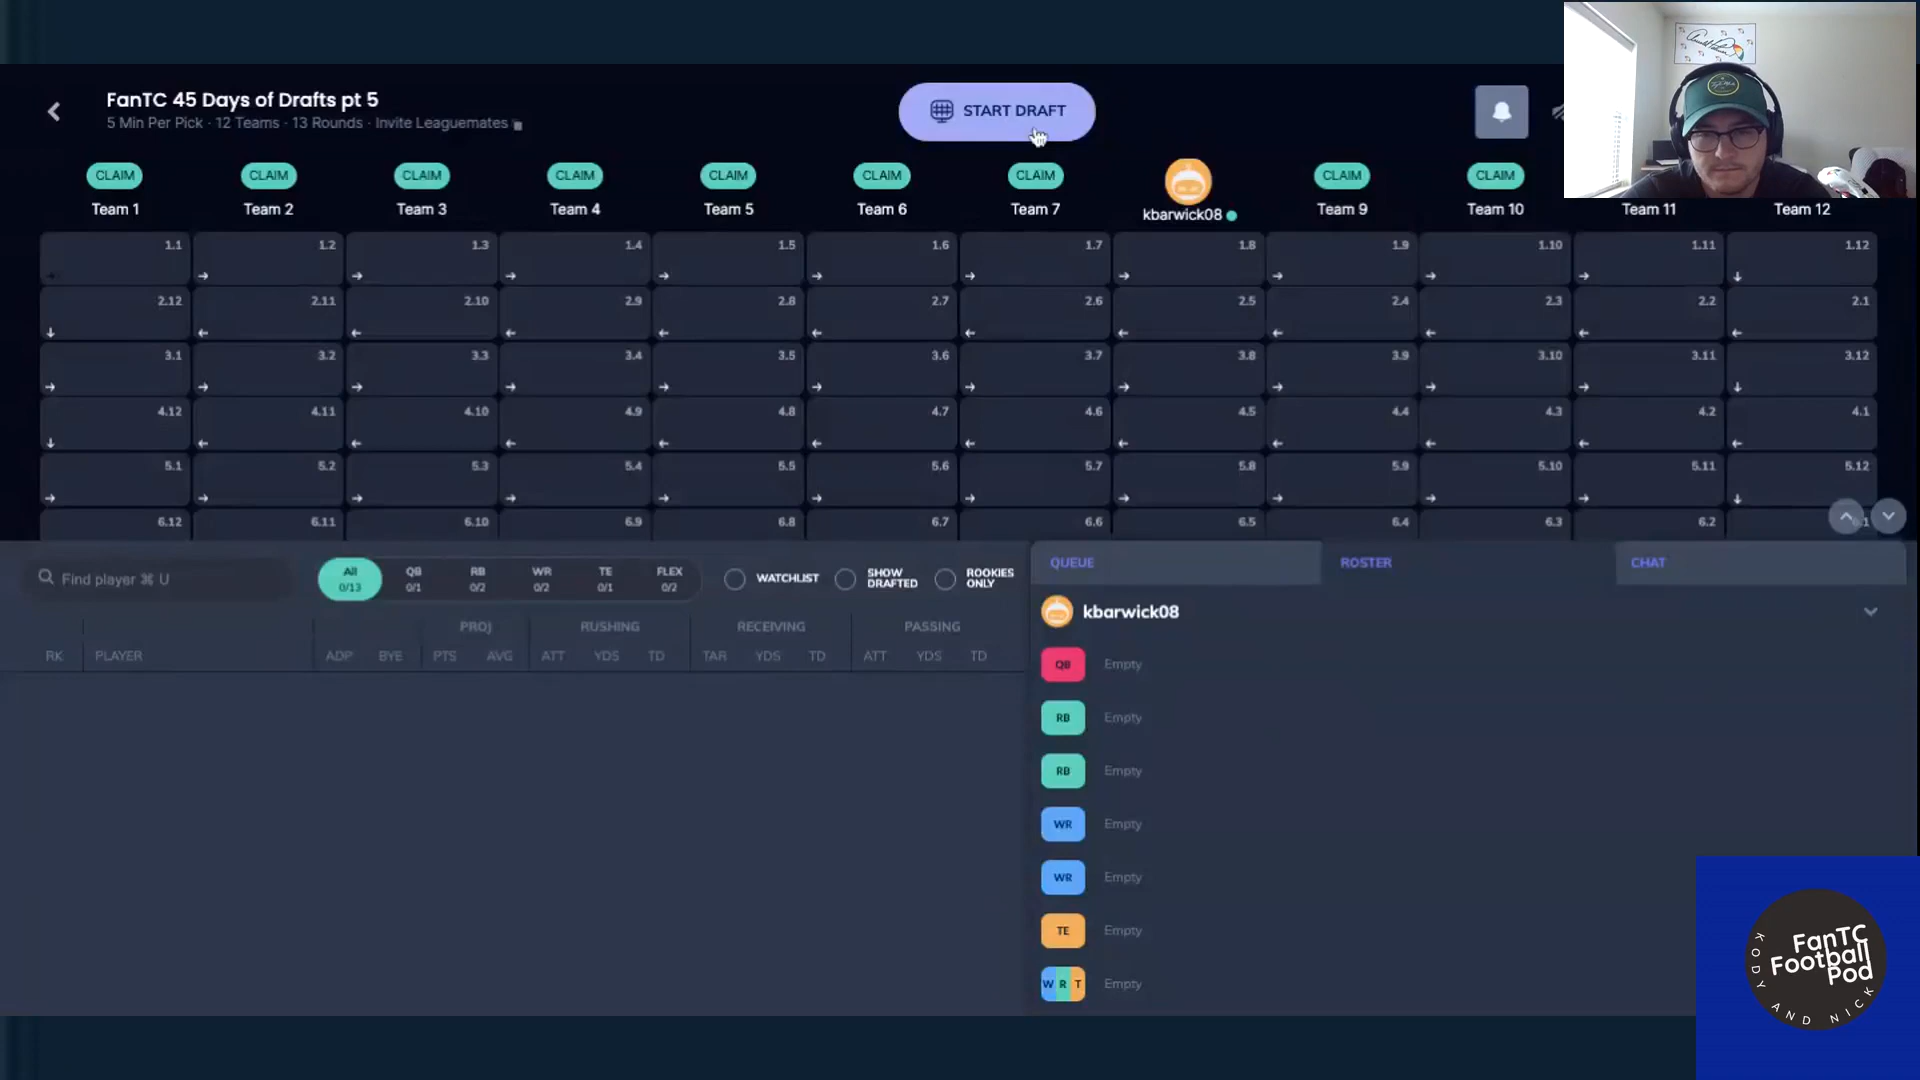 FanTC 45 Days of Drafts pt 5
5 Min Per Pick · 12 Teams · 13 Rounds · Invite Leaguemates
START DRAFT
CLAIM CLAIM CLAIM CLAIM CLAIM CLAIM CLAIM CLAIM CLAIM
Team 1 Team 2 Team 3 Team 4 Team 5 Team 6 Team 7 kbarwick08 Team 9 Team 10 Team 11 Team 12
1.1 1.2 1.3 1.4 1.5 1.6 1.7 1.8 1.9 1.10 1.11 1.12
2.12 2.11 2.10 2.9 2.8 2.7 2.6 2.5 2.4 2.3 2.2 2.1
3.1 3.2 3.3 3.4 3.5 3.6 3.7 3.8 3.9 3.10 3.11 3.12
4.12 4.11 4.10 4.9 4.8 4.7 4.6 4.5 4.4 4.3 4.2 4.1
5.1 5.2 5.3 5.4 5.5 5.6 5.7 5.8 5.9 5.10 5.11 5.12
6.12 6.11 6.10 6.9 6.8 6.7 6.6 6.5 6.4 6.3 6.2
Find player ⌘ U
All QB RB WR TE FLEX
0/13 0/1 0/2 0/2 0/1 0/2
WATCHLIST
SHOW
DRAFTED
ROOKIES
ONLY
PROJ RUSHING RECEIVING PASSING
RK PLAYER ADP BYE PTS AVG ATT YDS TD TAR YDS TD ATT YDS TD
QUEUE ROSTER CHAT
kbarwick08
QB Empty
RB Empty
RB Empty
WR Empty
WR Empty
TE Empty
W R T Empty
FanTC
Football
Pod
KODY AND NICK